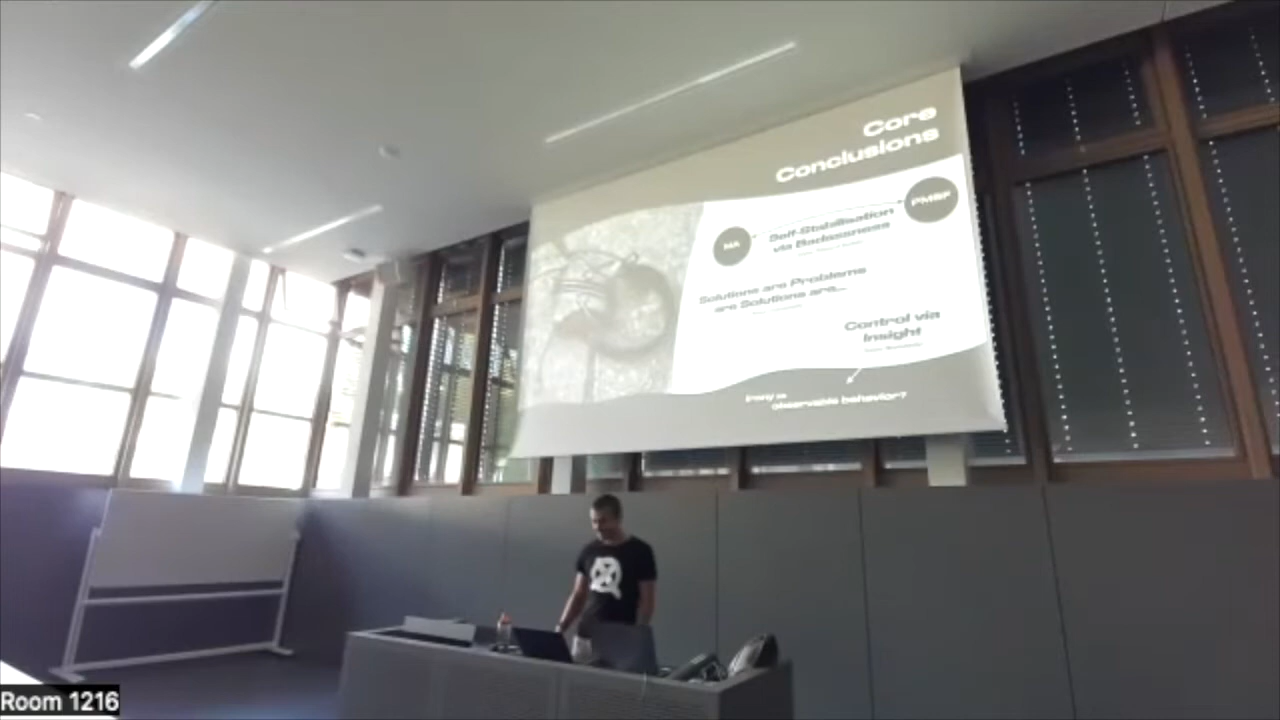 Core
Conclusions
PMSF
MA
Self-Stabilisation
via Badassness
Solutions are Problems
are Solutions are...
Control via
Insight
observable behavior?
Room 1216